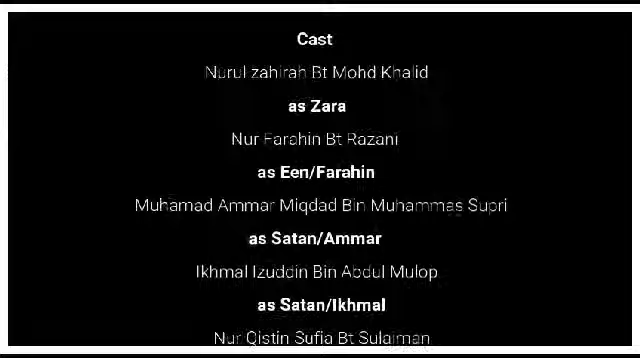 Cast
Nurul zahirah Bt Mohd Khalid
as Zara
Nur Farahin Bt Razani
as Een/Farahin
Muhamad Ammar Miqdad Bin Muhammas Supri
as Satan/Ammar
Ikhmal Izuddin Bin Abdul Mulop
as Satan/Ikhmal
Nur Qistin Sufia Bt Sulaiman